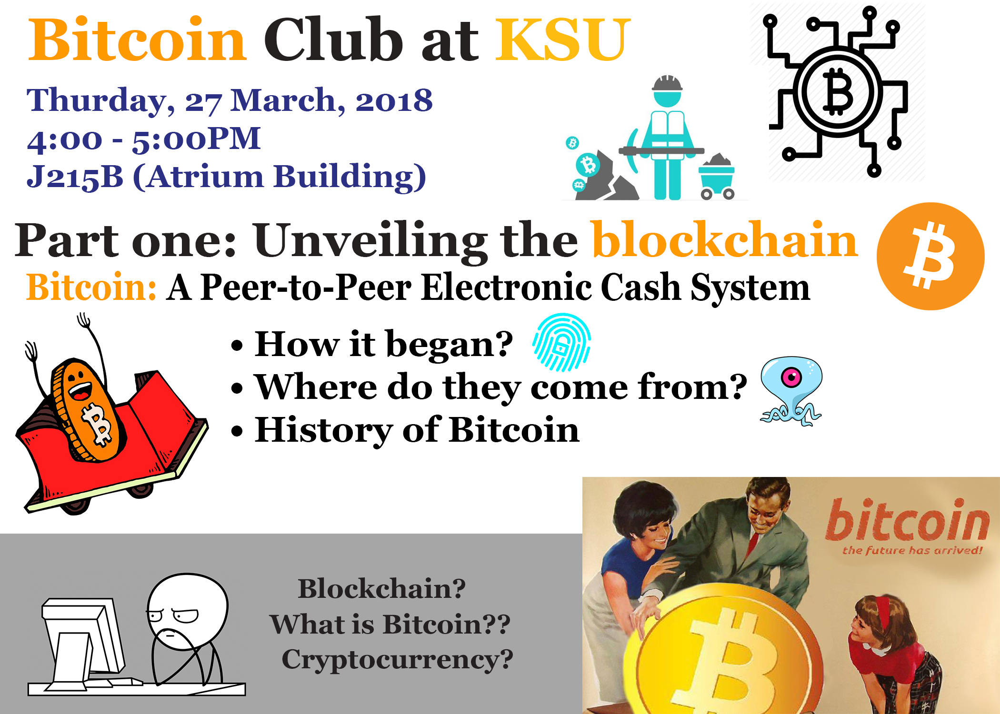 Bitcoin Club at KSU
Thurday, 27 March, 2018
4:00 - 5:00PM
J215B (Atrium Building)
Part one: Unveiling the blockchain
Bitcoin: A Peer-to-Peer Electronic Cash System
• How it began?
• Where do they come from?
• History of Bitcoin
bitcoin
the future has arrived!
Blockchain?
What is Bitcoin??
Cryptocurrency?